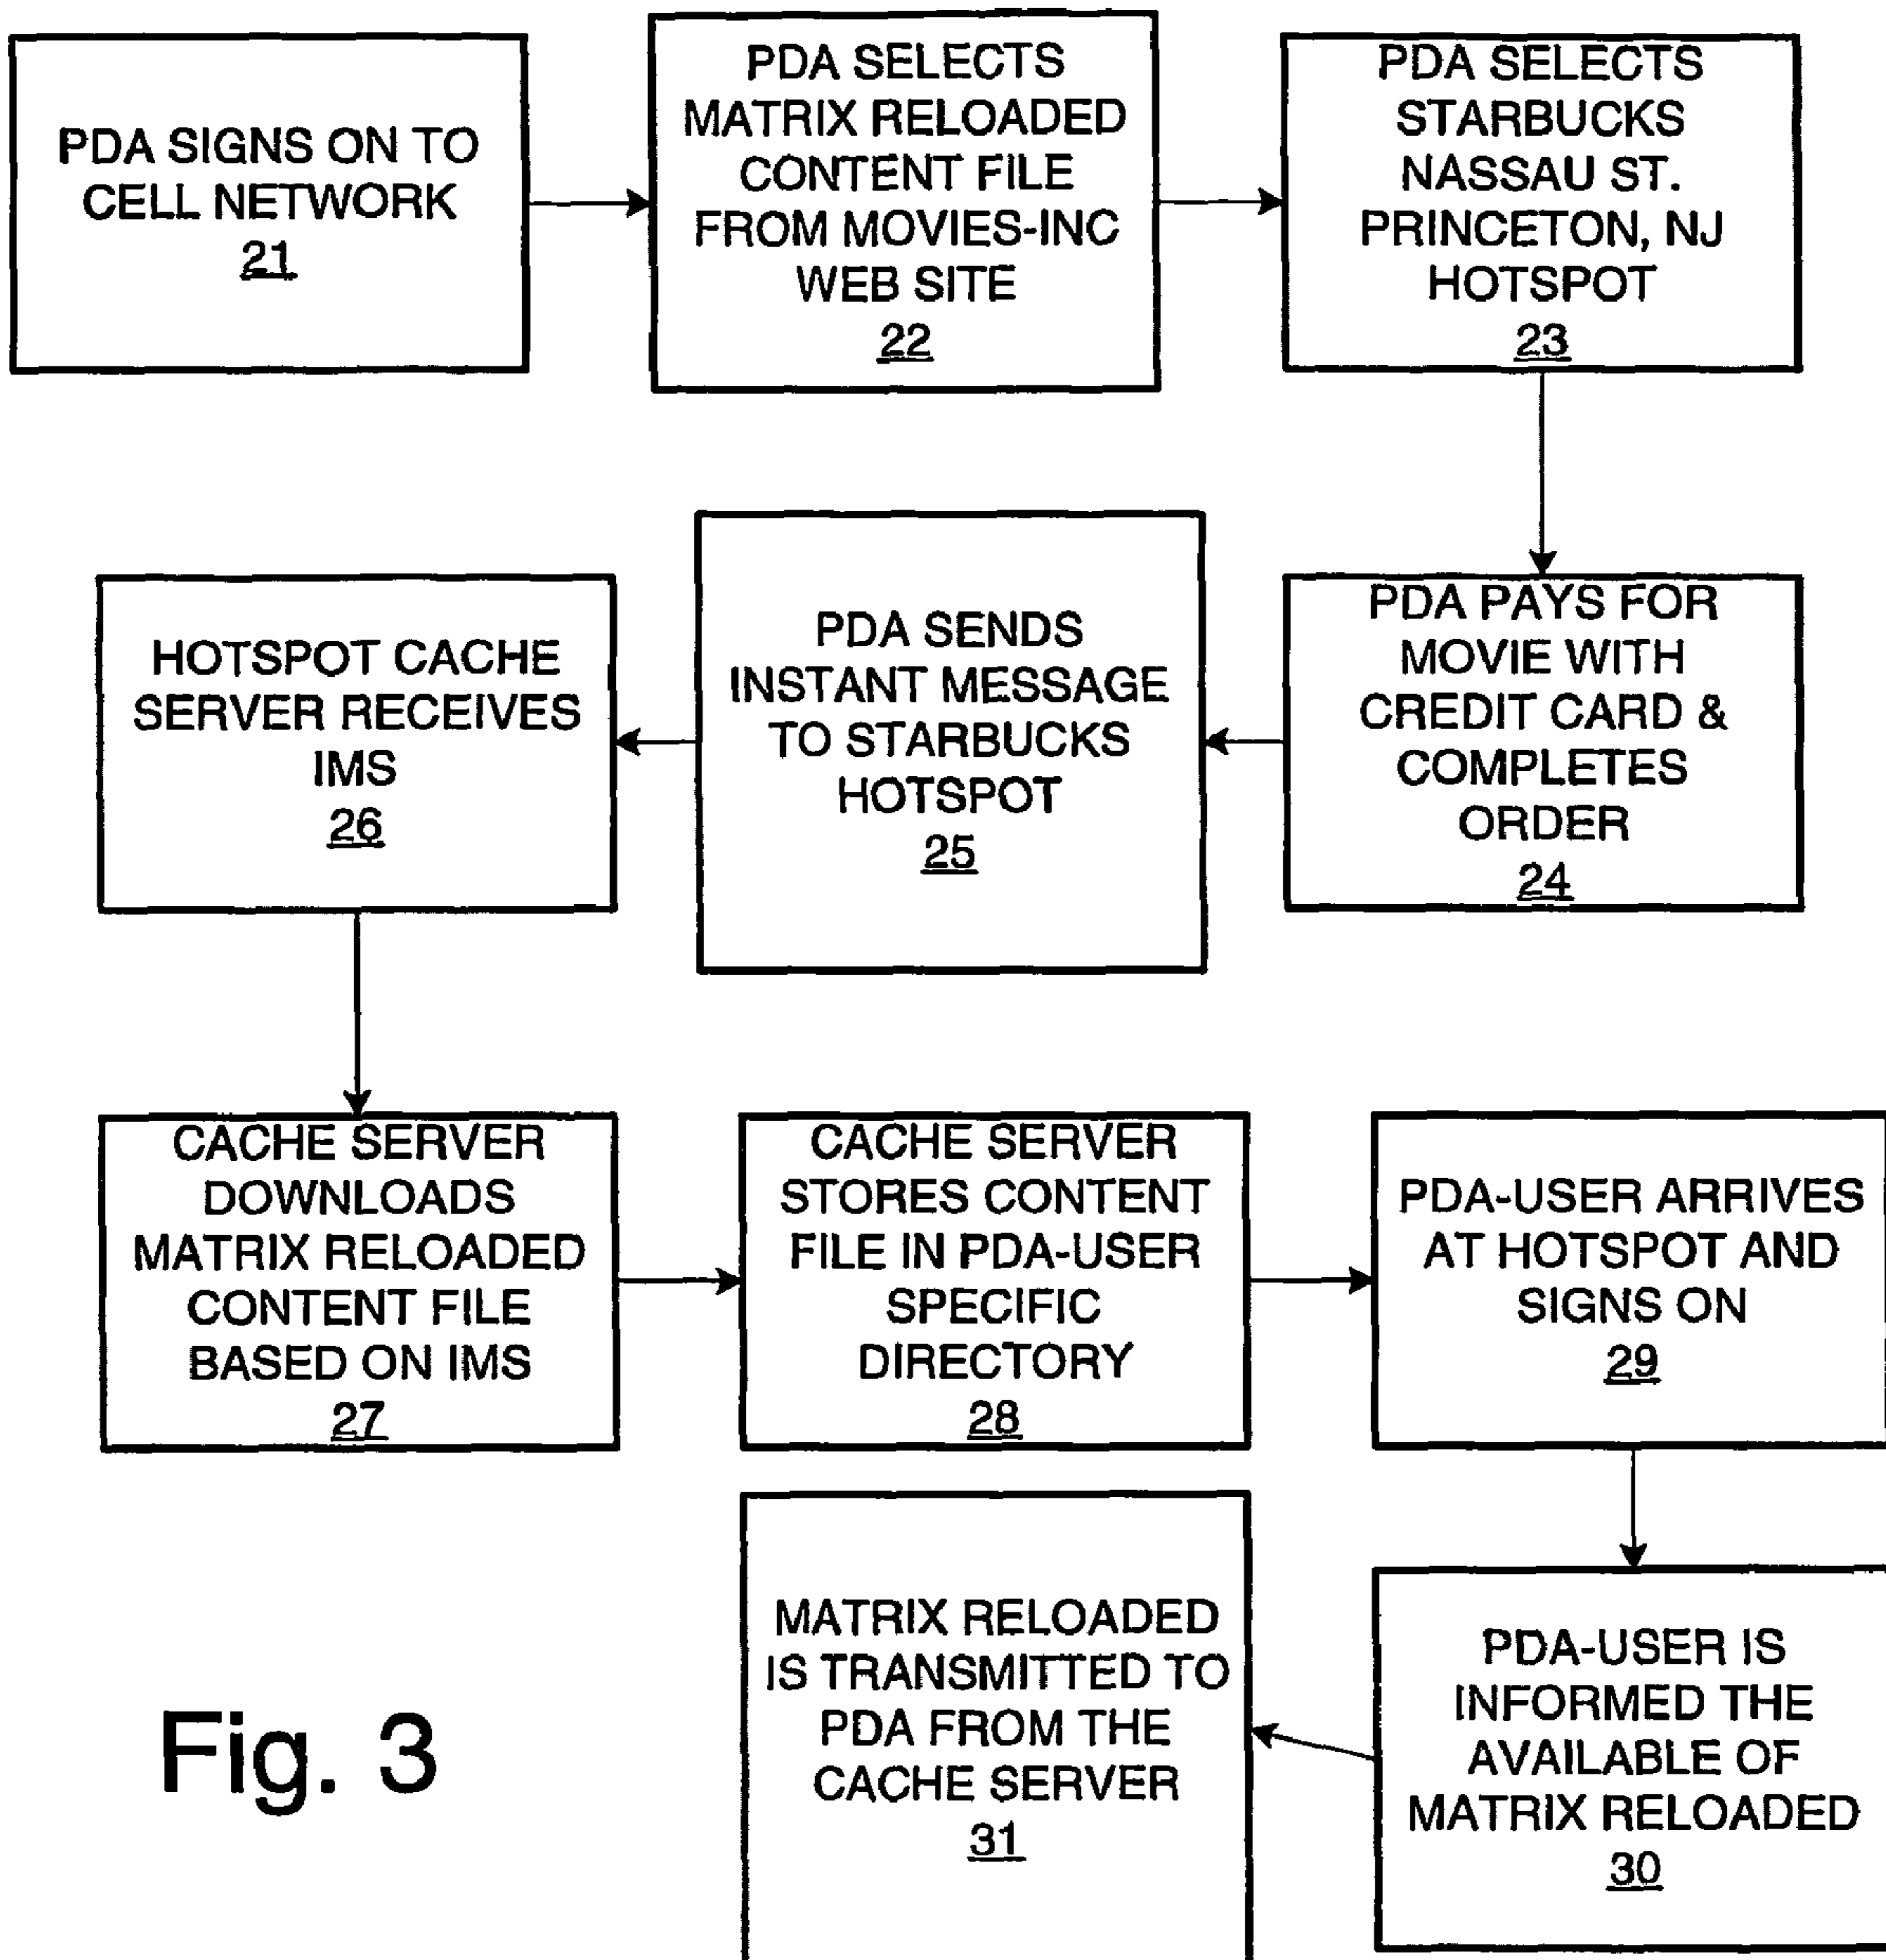 PDA SIGNS ON TO
CELL NETWORK
21
PDA SELECTS
MATRIX RELOADED
CONTENT FILE
FROM MOVIES-INC
WEB SITE
22
PDA SELECTS
STARBUCKS
NASSAU ST.
PRINCETON, NJ
HOTSPOT
23
PDA PAYS FOR
MOVIE WITH
CREDIT CARD &
COMPLETES
ORDER
24
PDA SENDS
INSTANT MESSAGE
TO STARBUCKS
HOTSPOT
25
HOTSPOT CACHE
SERVER RECEIVES
IMS
26
CACHE SERVER
DOWNLOADS
MATRIX RELOADED
CONTENT FILE
BASED ON IMS
27
CACHE SERVER
STORES CONTENT
FILE IN PDA-USER
SPECIFIC
DIRECTORY
28
PDA-USER ARRIVES
AT HOTSPOT AND
SIGNS ON
29
PDA-USER IS
INFORMED THE
AVAILABLE OF
MATRIX RELOADED
30
MATRIX RELOADED
IS TRANSMITTED TO
PDA FROM THE
CACHE SERVER
31
Fig. 3